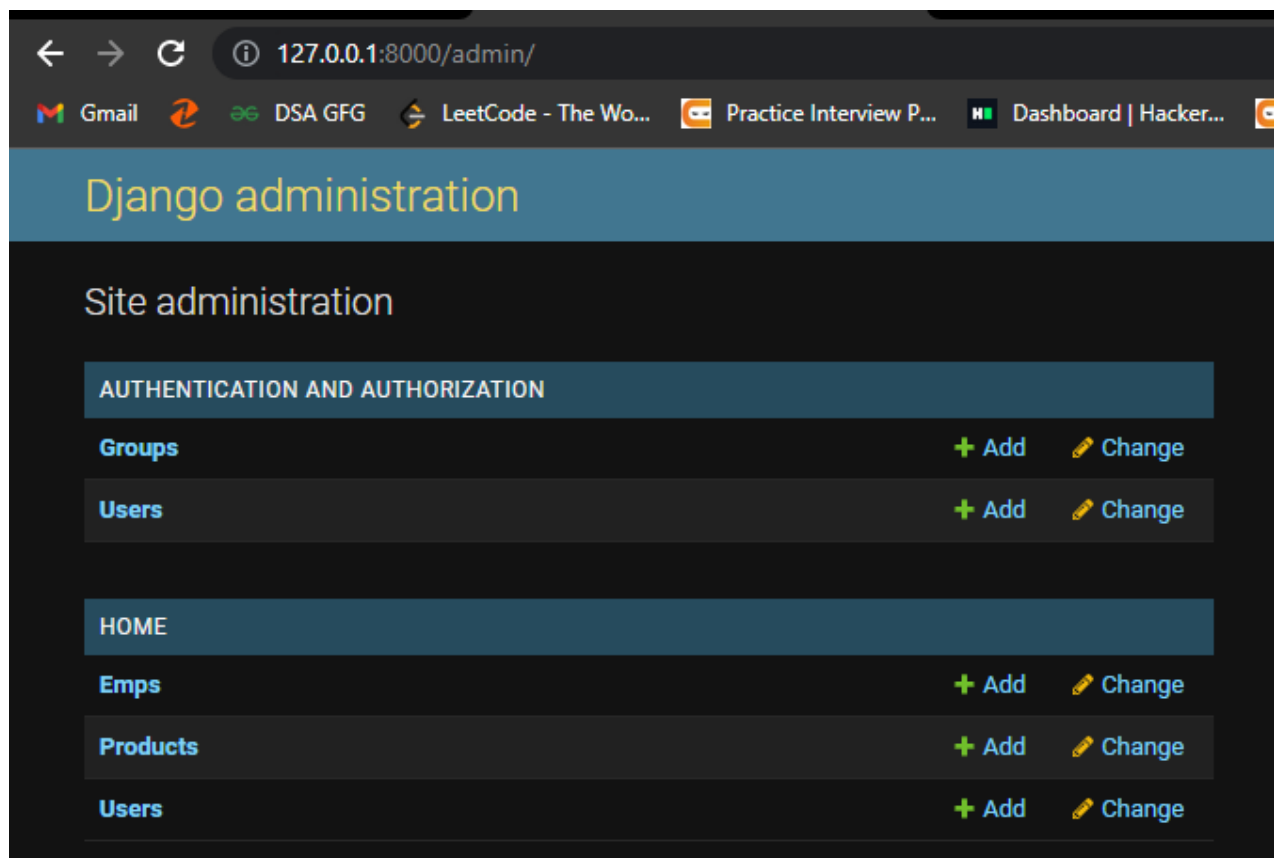 127.0.0.1:8000/admin/
Gmail DSA GFG LeetCode - The Wo... Practice Interview P... Dashboard | Hacker...
Django administration
Site administration
AUTHENTICATION AND AUTHORIZATION
Groups Add Change
Users Add Change
HOME
Emps Add Change
Products Add Change
Users Add Change